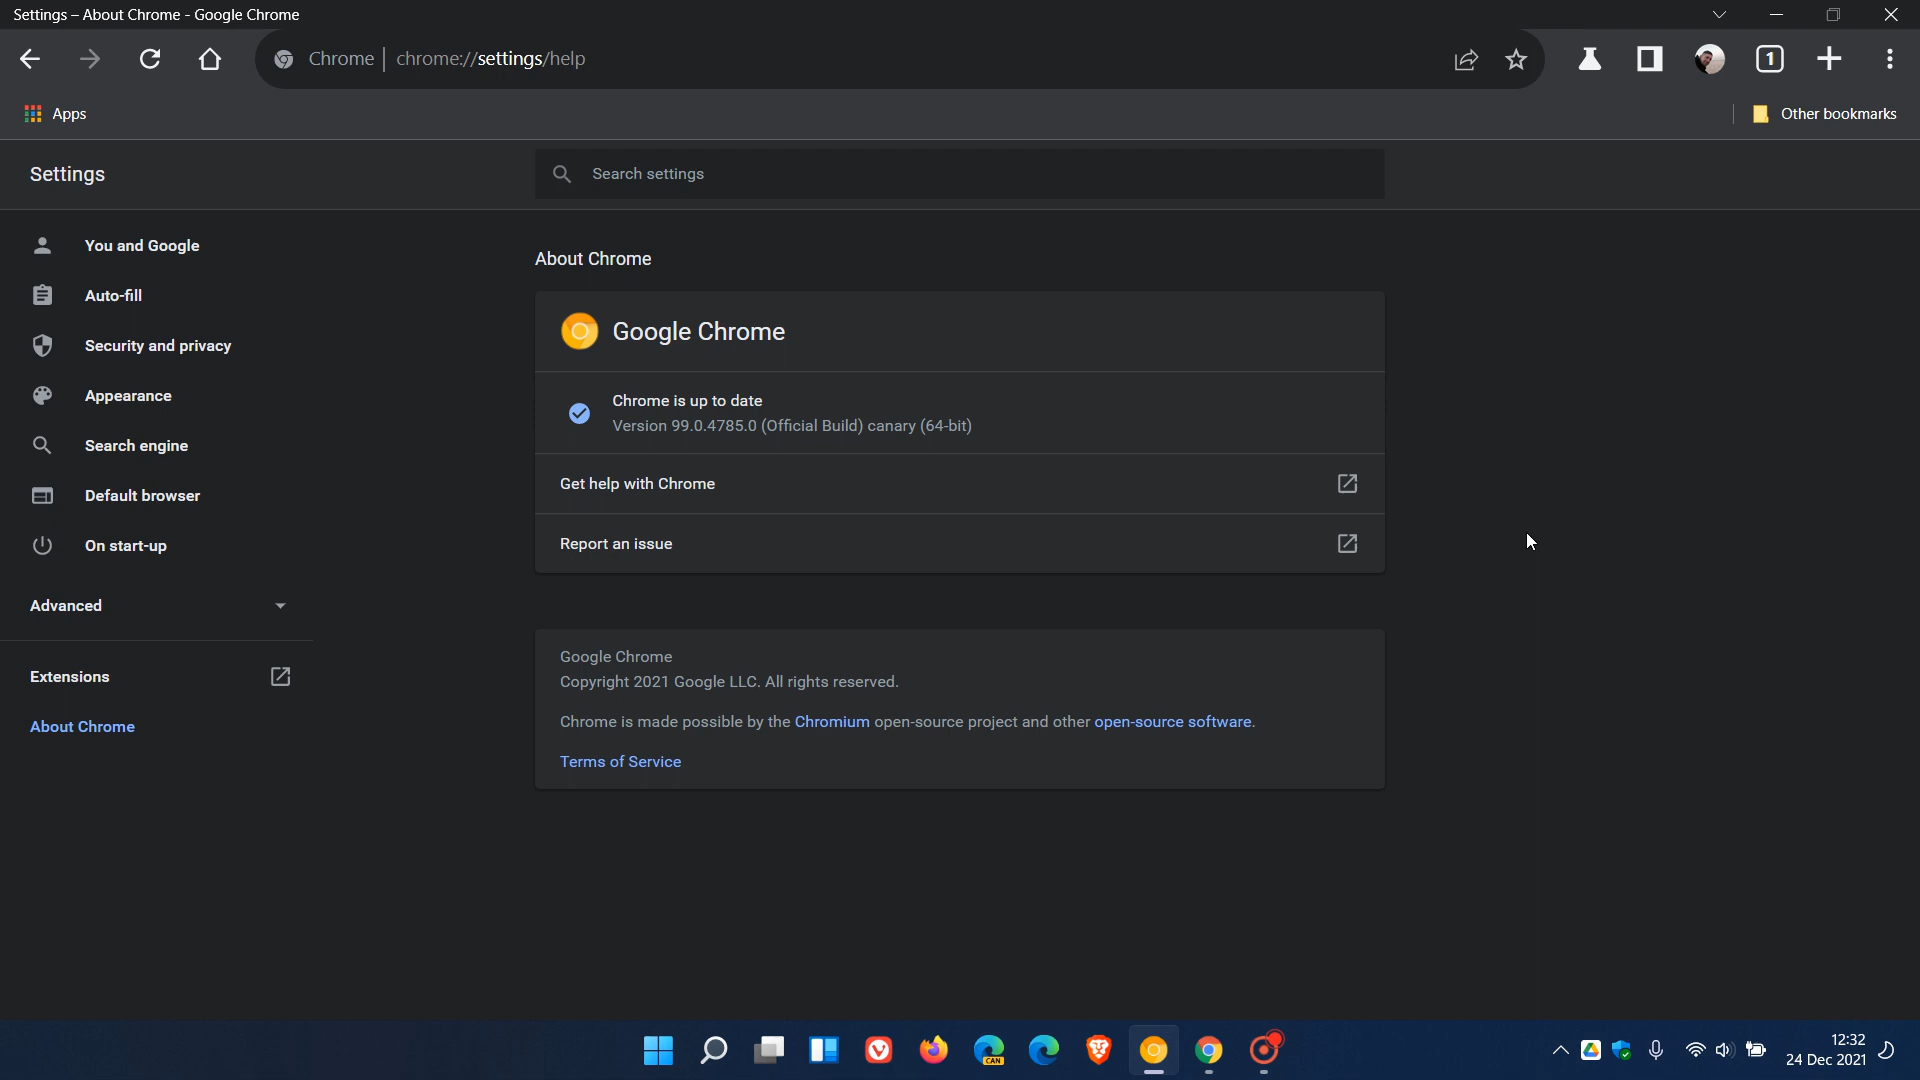 Settings – About Chrome - Google Chrome
Chrome chrome://settings/help
1
Apps
Other bookmarks
Settings
Search settings
You and Google
Auto-fill
Security and privacy
Appearance
Search engine
Default browser
On start-up
Advanced
Extensions
About Chrome
About Chrome
Google Chrome
Chrome is up to date
Version 99.0.4785.0 (Official Build) canary (64-bit)
Get help with Chrome
Report an issue
Google Chrome
Copyright 2021 Google LLC. All rights reserved.
Chrome is made possible by the Chromium open-source project and other open-source software.
Terms of Service
CAN
12:32
24 Dec 2021